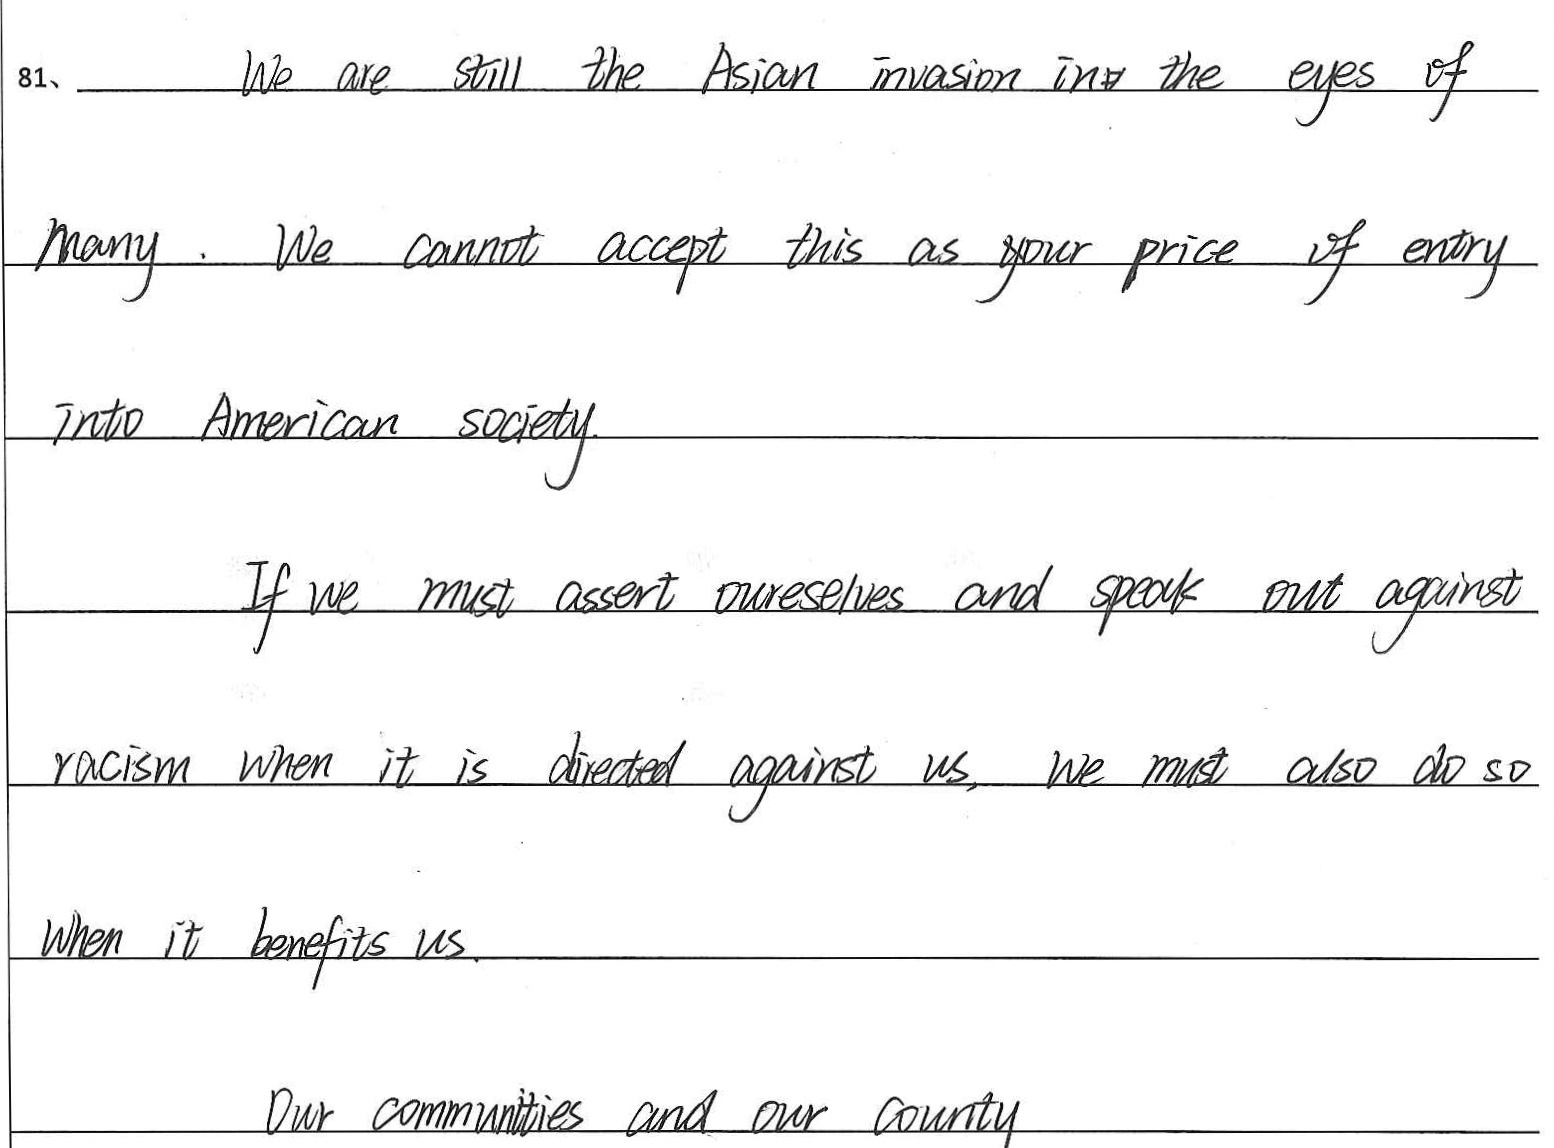 81、 We are still the Asian invasion in the eyes of
many. We cannot accept this as your price of entry
into American society.
If we must assert oureselves and speak out against
racism when it is directed against us, we must also do so
when it benefits us.
Our communities and our county